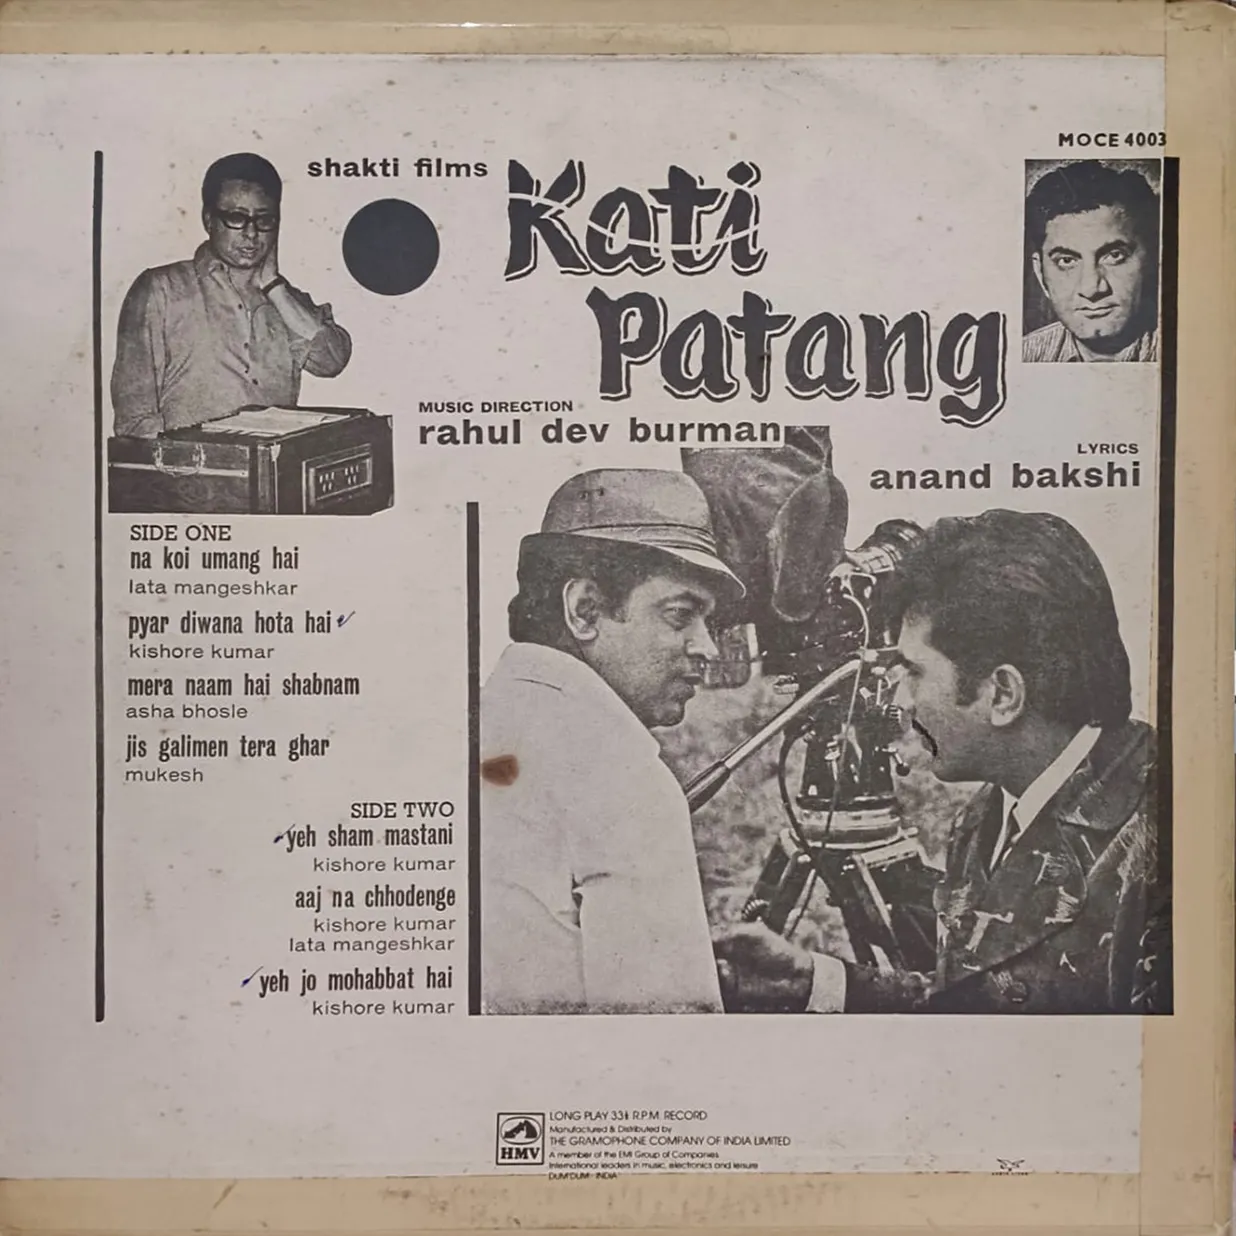 MOCE 4003
shakti films
Kati
Patang
MUSIC DIRECTION
rahul dev burman
LYRICS
anand bakshi
SIDE ONE
na koi umang hai
lata mangeshkar
pyar diwana hota hai
kishore kumar
mera naam hai shabnam
asha bhosle
jis galimen tera ghar
mukesh
SIDE TWO
yeh sham mastani
kishore kumar
aaj na chhodenge
kishore kumar
lata mangeshkar
yeh jo mohabbat hai
kishore kumar
HMV
LONG PLAY 33⅓ R.P.M. RECORD
Manufactured & Distributed by
THE GRAMOPHONE COMPANY OF INDIA LIMITED
A member of the EMI Group of Companies
International leaders in music, electronics and leisure
DUM DUM - INDIA